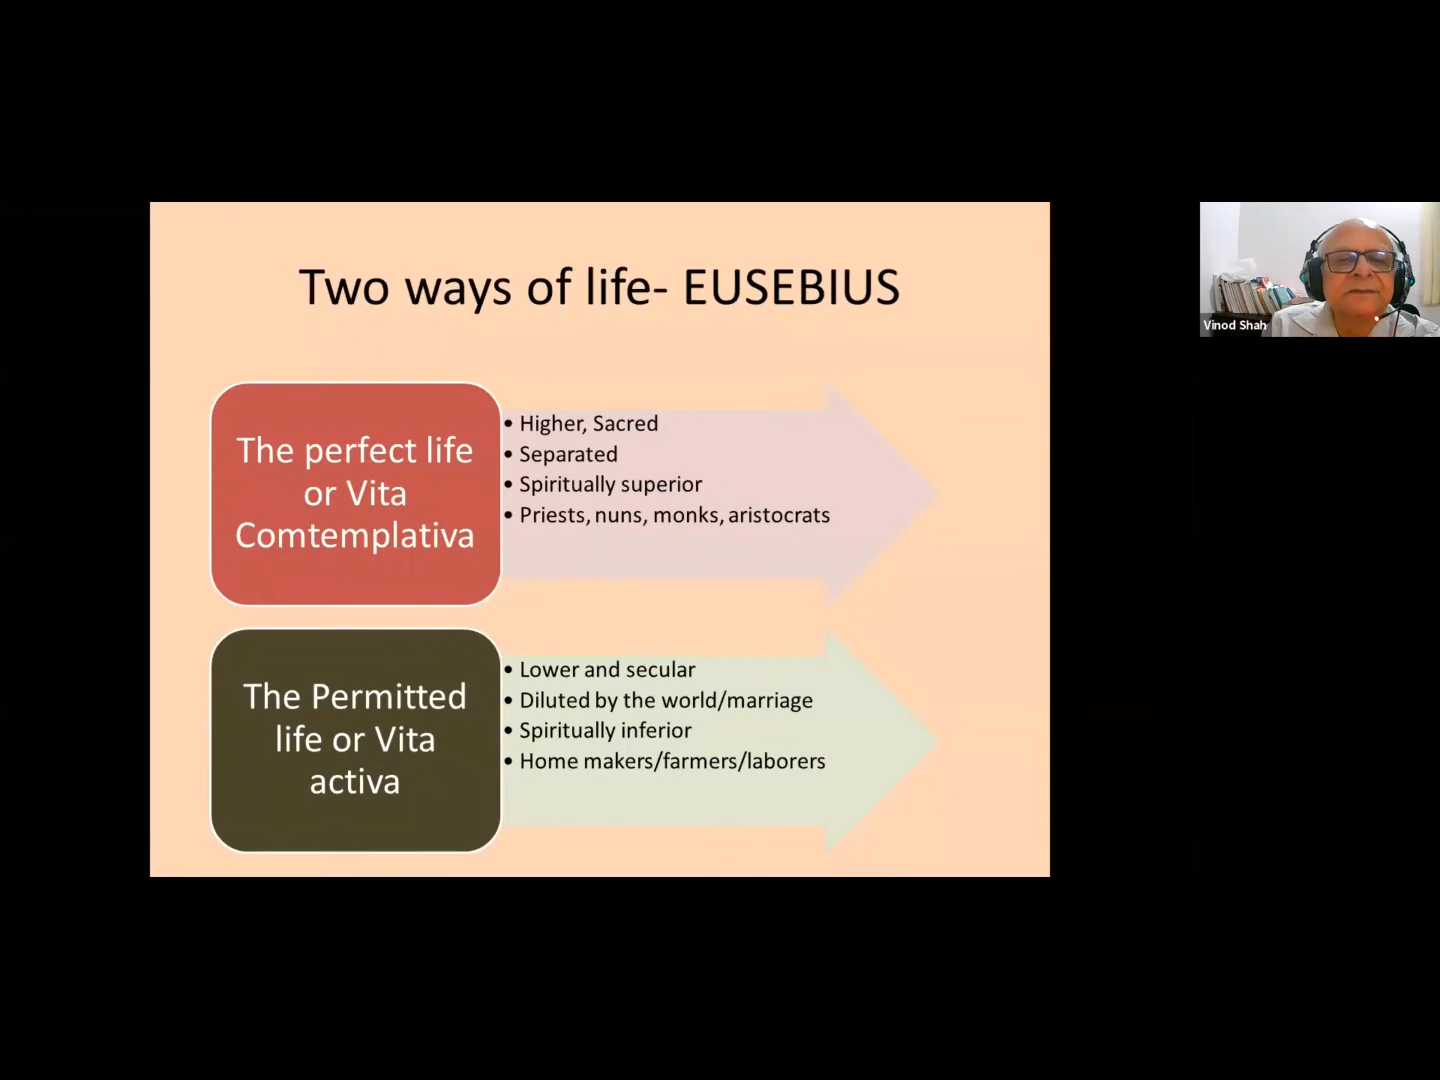 Two ways of life- EUSEBIUS
The perfect life
or Vita
Comtemplativa
• Higher, Sacred
• Separated
• Spiritually superior
• Priests, nuns, monks, aristocrats
The Permitted
life or Vita
activa
• Lower and secular
• Diluted by the world/marriage
• Spiritually inferior
• Home makers/farmers/laborers
Vinod Shah